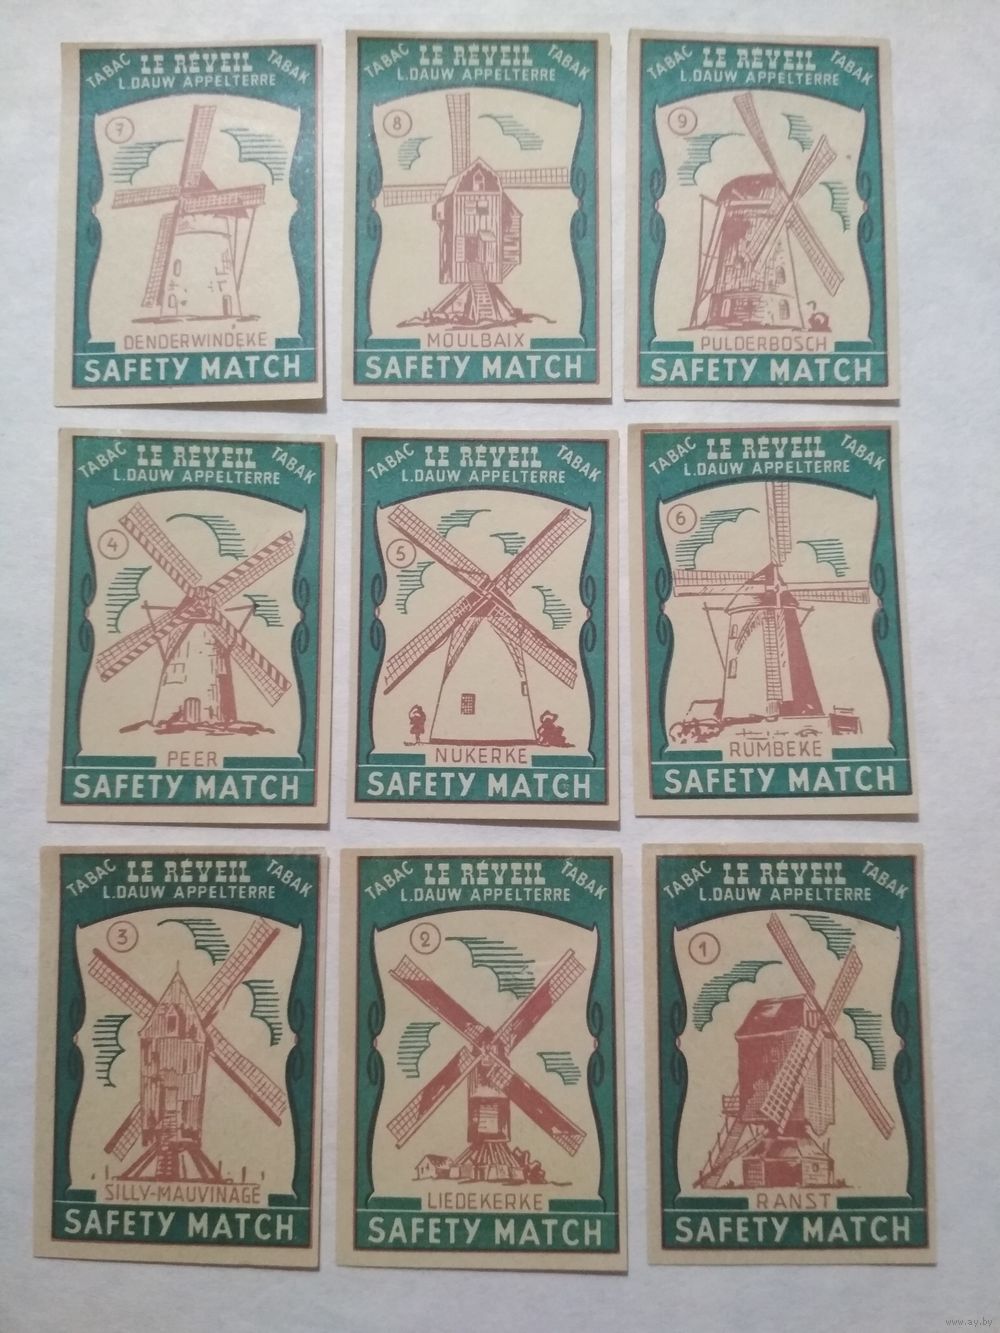 TABAC LE RÉVEIL TABAK
L.DAUW APPELTERRE
7
DENDERWINDEKE
SAFETY MATCH
TABAC LE RÉVEIL TABAK
L.DAUW APPELTERRE
8
MOULBAIX
SAFETY MATCH
TABAC LE RÉVEIL TABAK
L.DAUW APPELTERRE
9
PULDERBOSCH
SAFETY MATCH
TABAC LE RÉVEIL TABAK
L.DAUW APPELTERRE
4
PEER
SAFETY MATCH
TABAC LE RÉVEIL TABAK
L.DAUW APPELTERRE
5
NUKERKE
SAFETY MATCH
TABAC LE RÉVEIL TABAK
L.DAUW APPELTERRE
6
RUMBEKE
SAFETY MATCH
TABAC LE RÉVEIL TABAK
L.DAUW APPELTERRE
3
SILLY-MAUVINAGE
SAFETY MATCH
TABAC LE RÉVEIL TABAK
L.DAUW APPELTERRE
2
LIEDEKERKE
SAFETY MATCH
TABAC LE RÉVEIL TABAK
L.DAUW APPELTERRE
1
RANST
SAFETY MATCH
www.ay.by